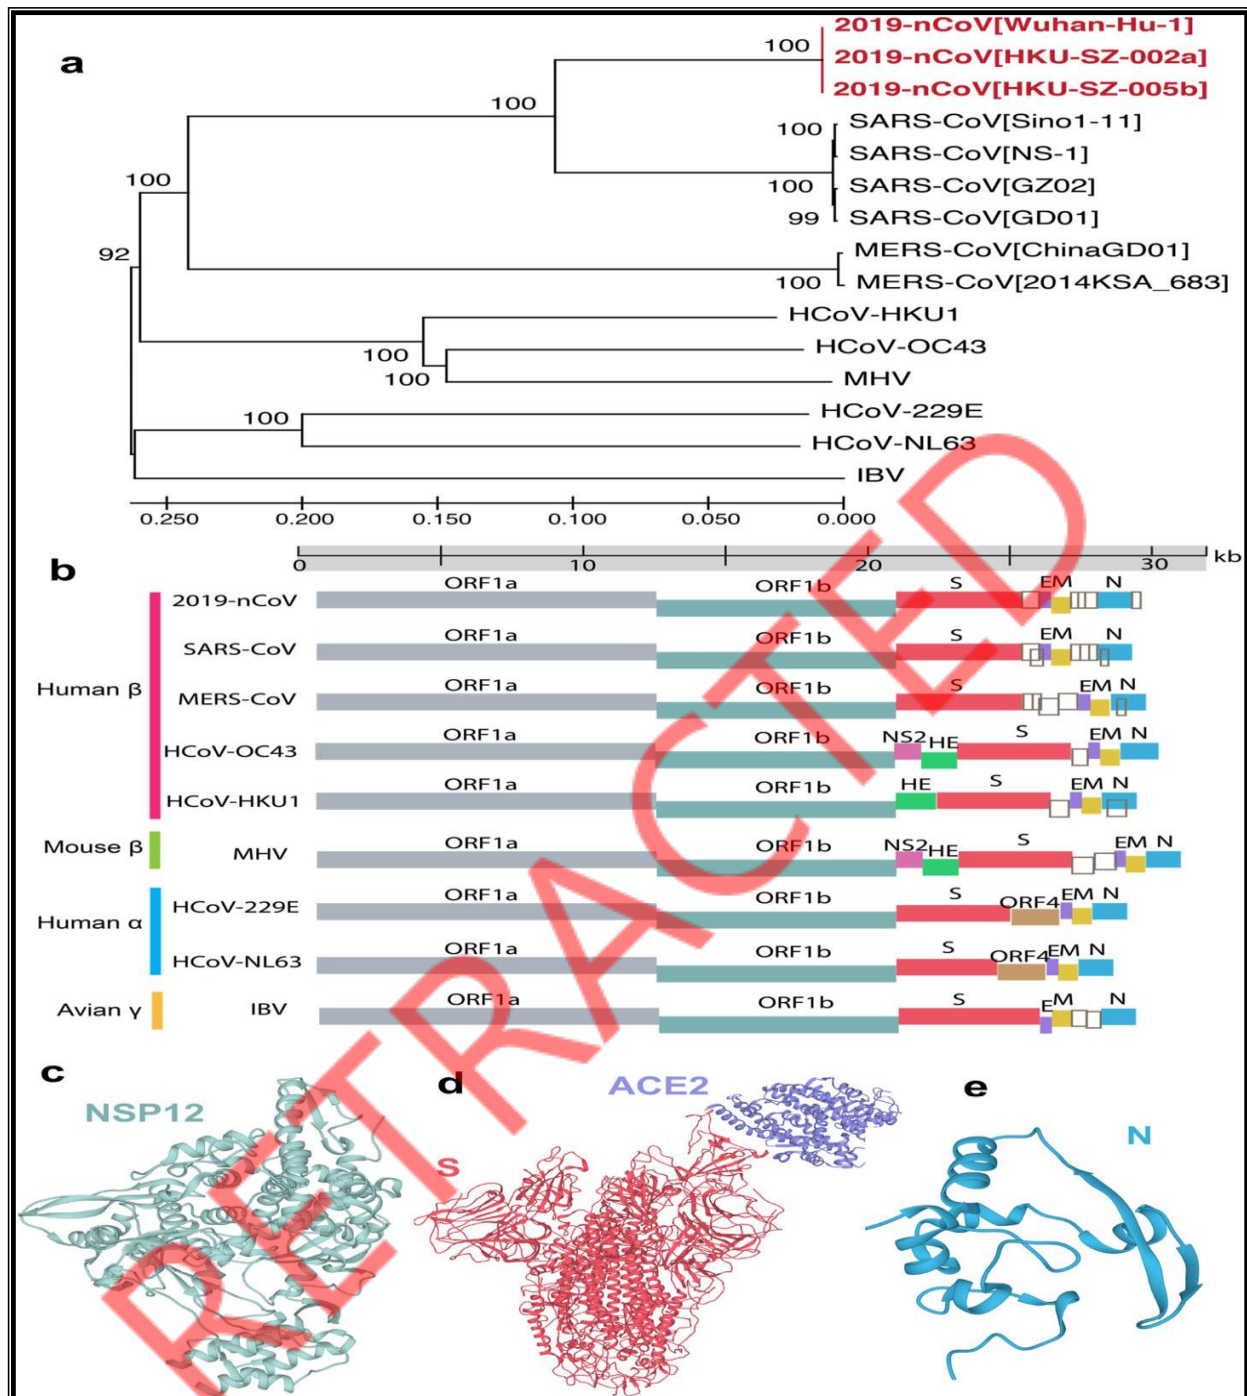 a
2019-nCoV[Wuhan-Hu-1]
100
2019-nCoV[HKU-SZ-002a]
2019-nCoV[HKU-SZ-005b]
100
SARS-CoV[Sino1-11]
100
SARS-CoV[NS-1]
100
SARS-CoV[GZ02]
100
SARS-CoV[GD01]
99
92
MERS-CoV[ChinaGD01]
MERS-CoV[2014KSA_683]
100
HCoV-HKU1
100
HCoV-OC43
100
MHV
HCoV-229E
100
HCoV-NL63
IBV
0.250 0.200 0.150 0.100 0.050 0.000
b
0 10 20 30 kb
2019-nCoV ORF1a ORF1b S EM N
SARS-CoV ORF1a ORF1b S EM N
Human β
MERS-CoV ORF1a ORF1b S EM N
HCoV-OC43 ORF1a ORF1b NS2 HE S EM N
HCoV-HKU1 ORF1a ORF1b HE S EM N
Mouse β MHV ORF1a ORF1b NS2 HE S EM N
HCoV-229E ORF1a ORF1b S ORF4 EM N
Human α
HCoV-NL63 ORF1a ORF1b S ORF4 EM N
Avian γ IBV ORF1a ORF1b S EM N
c
NSP12
d
ACE2
S
e
N
RETRACTED